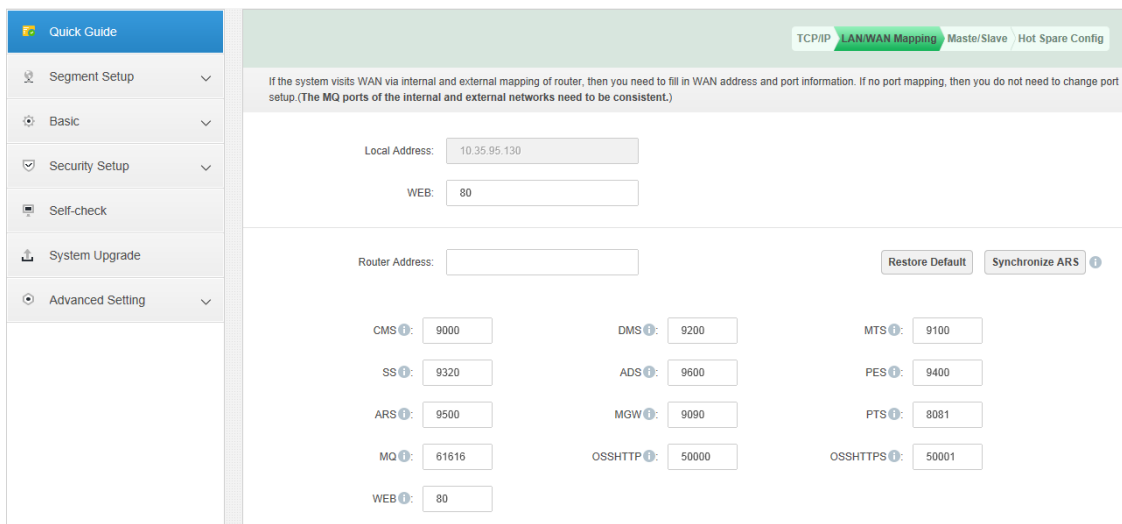 Quick Guide
Segment Setup
Basic
Security Setup
Self-check
System Upgrade
Advanced Setting
TCP/IP LAN/WAN Mapping Maste/Slave Hot Spare Config
If the system visits WAN via internal and external mapping of router, then you need to fill in WAN address and port information. If no port mapping, then you do not need to change port
setup.(The MQ ports of the internal and external networks need to be consistent.)
Local Address: 10.35.95.130
WEB: 80
Router Address: Restore Default Synchronize ARS
CMS: 9000 DMS: 9200 MTS: 9100
SS: 9320 ADS: 9600 PES: 9400
ARS: 9500 MGW: 9090 PTS: 8081
MQ: 61616 OSSHTTP: 50000 OSSHTTPS: 50001
WEB: 80